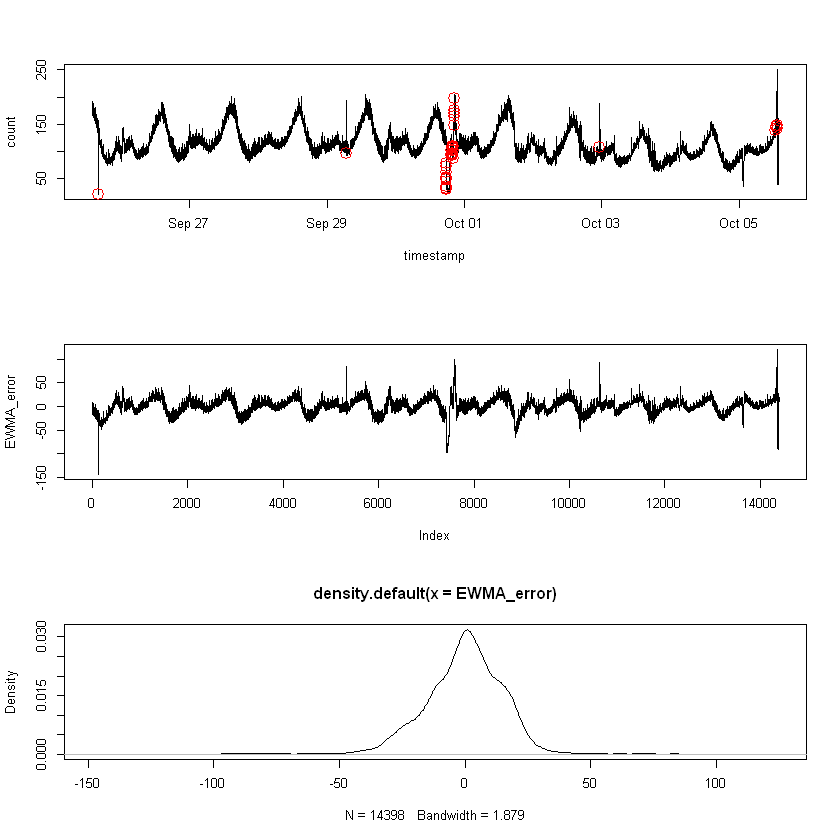 250
150
50
count
Sep 27 Sep 29 Oct 01 Oct 03 Oct 05
timestamp
50
0
-50
-150
EWMA_error
0 2000 4000 6000 8000 10000 12000 14000
Index
density.default(x = EWMA_error)
0.030
0.015
0.000
Density
-150 -100 -50 0 50 100
N = 14398 Bandwidth = 1.879